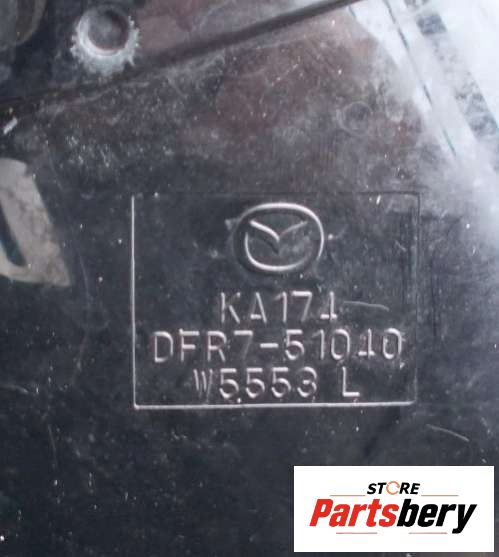 KA174
DFR7-51040
W5553 L
STORE
Partsbery